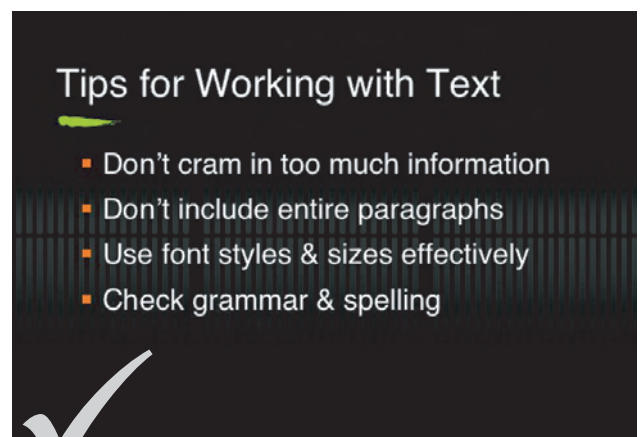 Tips for Working with Text
▪ Don't cram in too much information
▪ Don't include entire paragraphs
▪ Use font styles & sizes effectively
▪ Check grammar & spelling